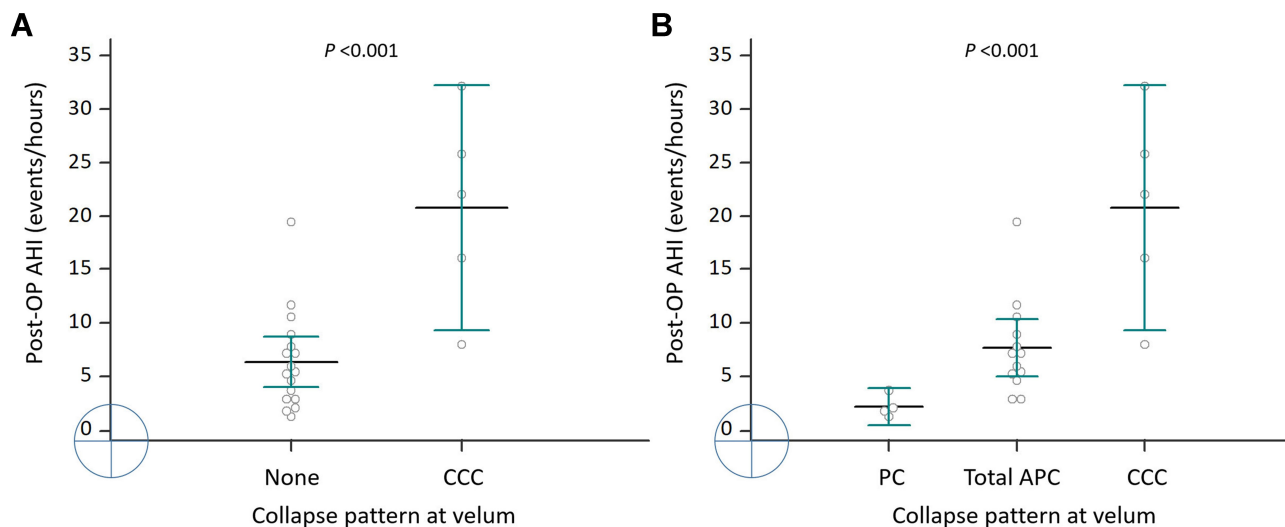 A
P <0.001
Post-OP AHI (events/hours)
35
30
25
20
15
10
5
0
None CCC
Collapse pattern at velum
B
P <0.001
Post-OP AHI (events/hours)
35
30
25
20
15
10
5
0
PC Total APC CCC
Collapse pattern at velum